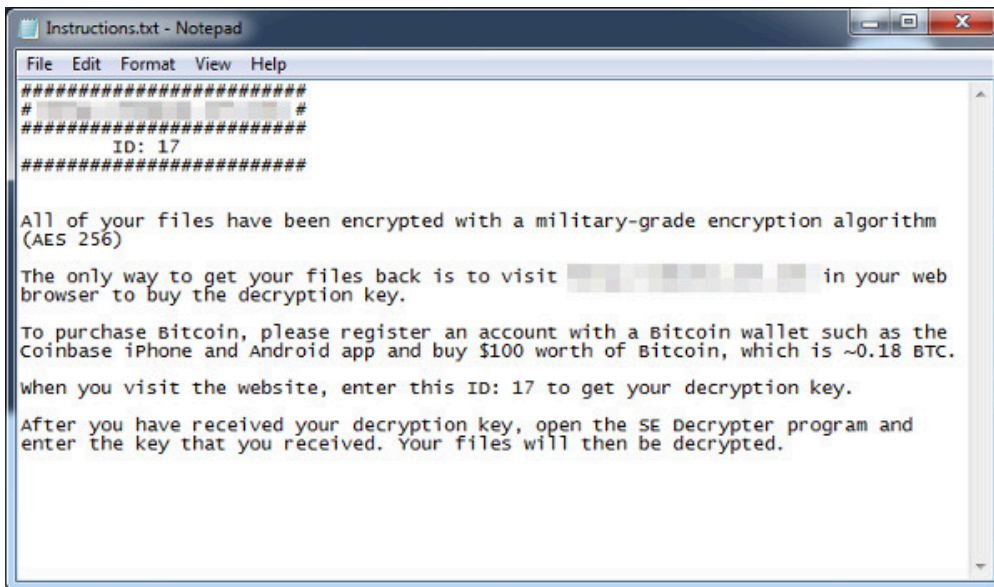 Instructions.txt - Notepad
File Edit Format View Help
#########################
# #
#########################
ID: 17
#########################
All of your files have been encrypted with a military-grade encryption algorithm
(AES 256)
The only way to get your files back is to visit in your web
browser to buy the decryption key.
To purchase Bitcoin, please register an account with a Bitcoin wallet such as the
Coinbase iPhone and Android app and buy $100 worth of Bitcoin, which is ~0.18 BTC.
When you visit the website, enter this ID: 17 to get your decryption key.
After you have received your decryption key, open the SE Decrypter program and
enter the key that you received. Your files will then be decrypted.